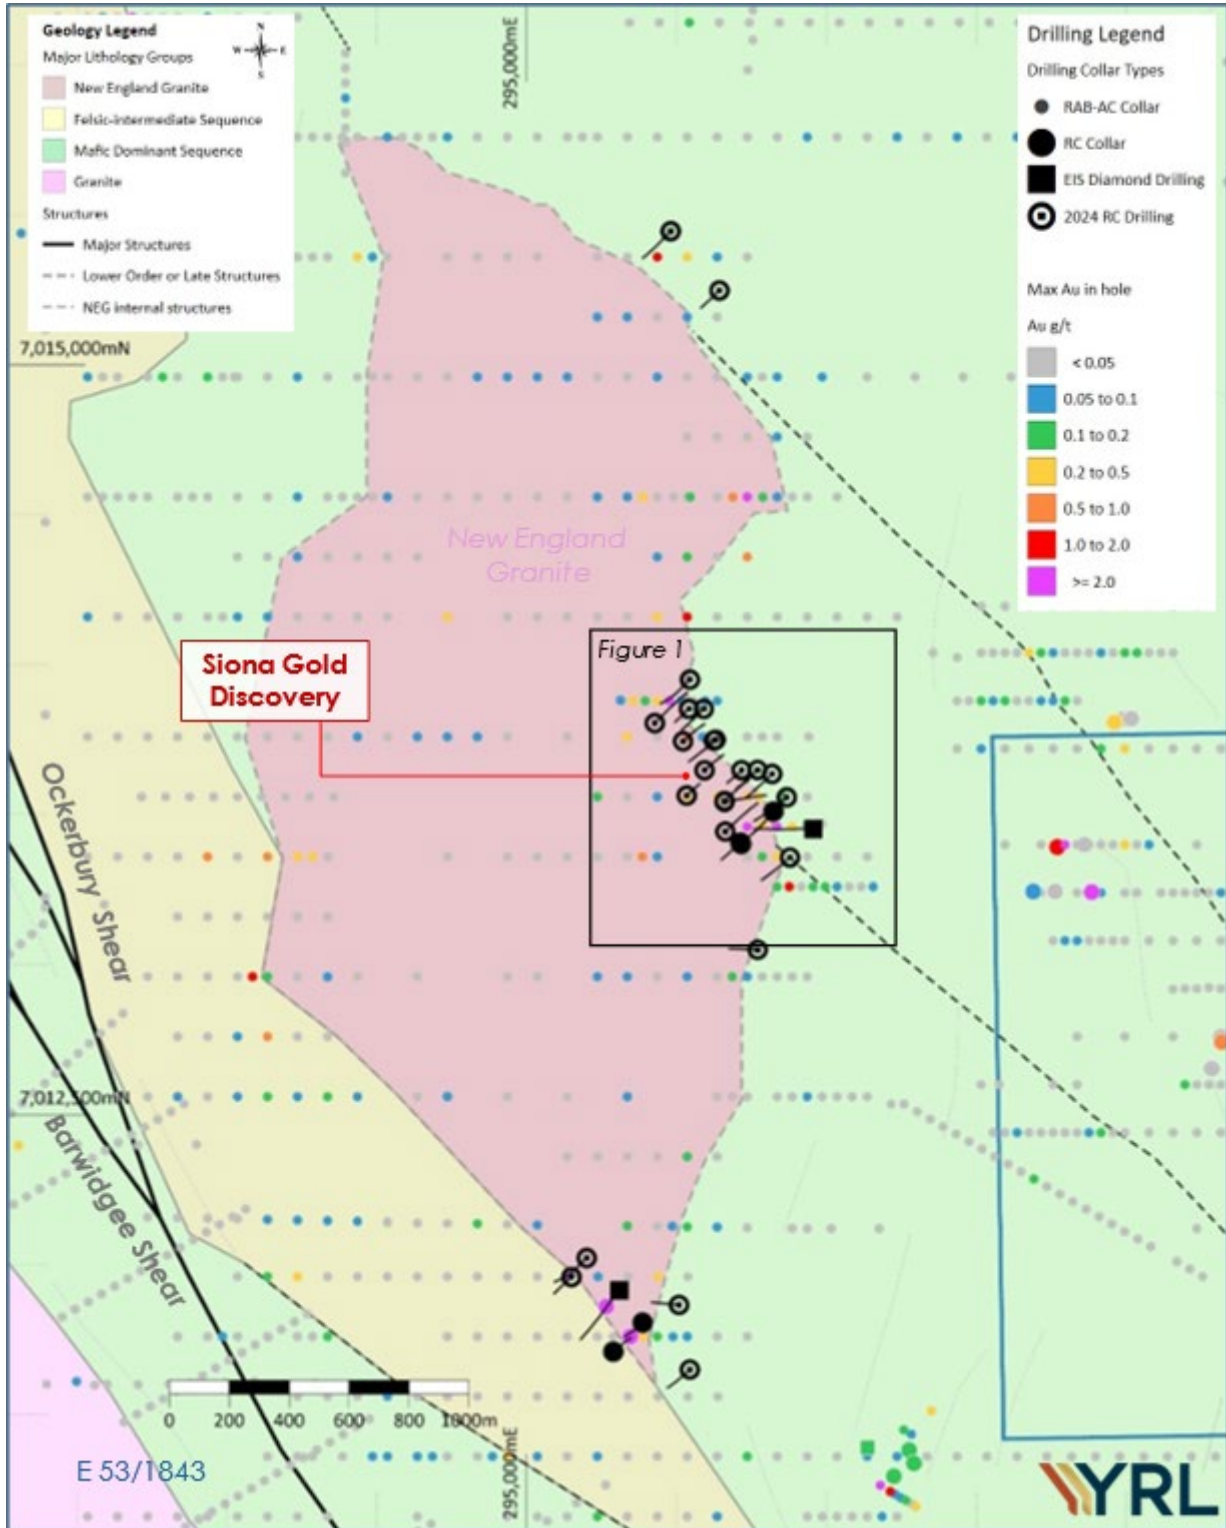 Geology Legend
Major Lithology Groups
New England Granite
Felsic-intermediate Sequence
Mafic Dominant Sequence
Granite
Structures
Major Structures
Lower Order or Late Structures
NEG internal structures
N
W
E
S
295,000mE
Drilling Legend
Drilling Collar Types
RAB-AC Collar
RC Collar
EIS Diamond Drilling
2024 RC Drilling
Max Au in hole
Au g/t
< 0.05
0.05 to 0.1
0.1 to 0.2
0.2 to 0.5
0.5 to 1.0
1.0 to 2.0
>= 2.0
7,015,000mN
New England
Granite
Siona Gold
Discovery
Figure 1
Ockerbury Shear
7,012,500mN
Barwidgee Shear
0
200
400
600
800
1000m
295,000mE
E 53/1843
YRL